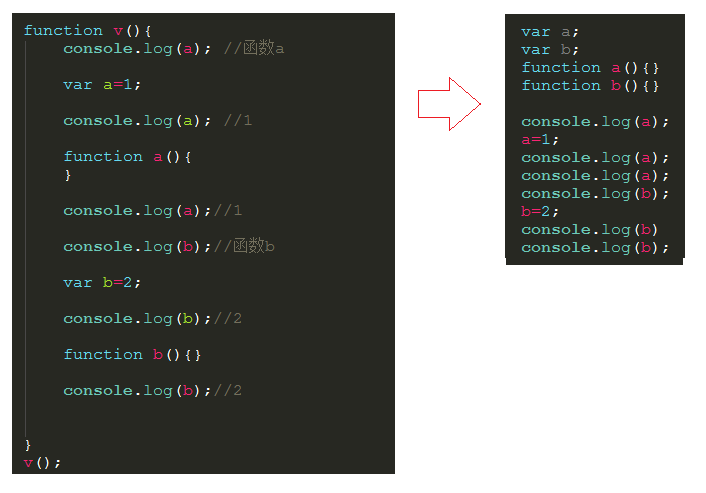 function v(){
console.log(a); //函数a
var a=1;
console.log(a); //1
function a(){
}
console.log(a);//1
console.log(b);//函数b
var b=2;
console.log(b);//2
function b(){}
console.log(b);//2
}
v();
var a;
var b;
function a(){}
function b(){}
console.log(a);
a=1;
console.log(a);
console.log(a);
console.log(b);
b=2;
console.log(b)
console.log(b);